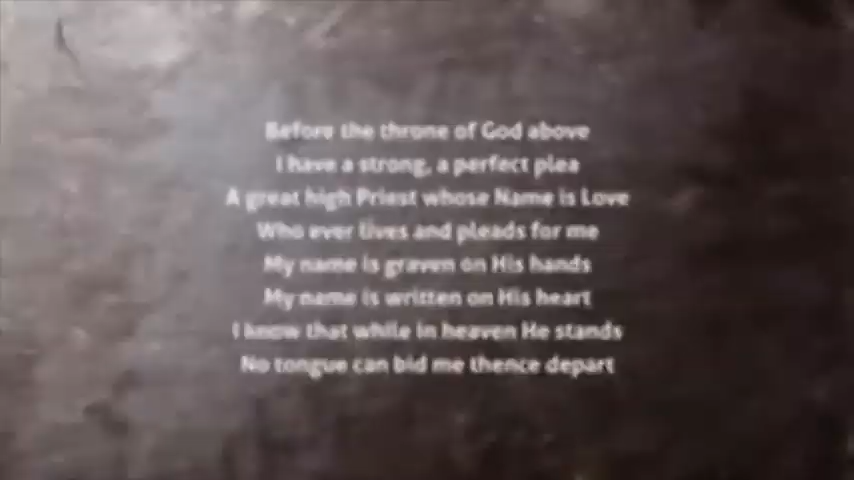 Before the throne of God above
I have a strong, a perfect plea
A great high Priest whose Name is Love
Who ever lives and pleads for me
My name is graven on His hands
My name is written on His heart
I know that while in heaven He stands
No tongue can bid me thence depart